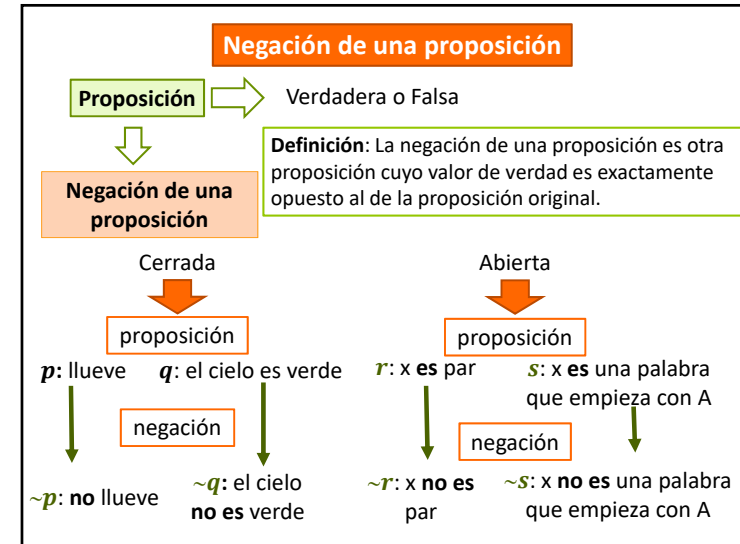 Negación de una proposición
Proposición
Verdadera o Falsa
Definición: La negación de una proposición es otra
proposición cuyo valor de verdad es exactamente
opuesto al de la proposición original.
Negación de una
proposición
Cerrada
Abierta
proposición
proposición
p: llueve
q: el cielo es verde
r: x es par
s: x es una palabra
que empieza con A
negación
negación
~p: no llueve
~q: el cielo
no es verde
~r: x no es
par
~s: x no es una palabra
que empieza con A